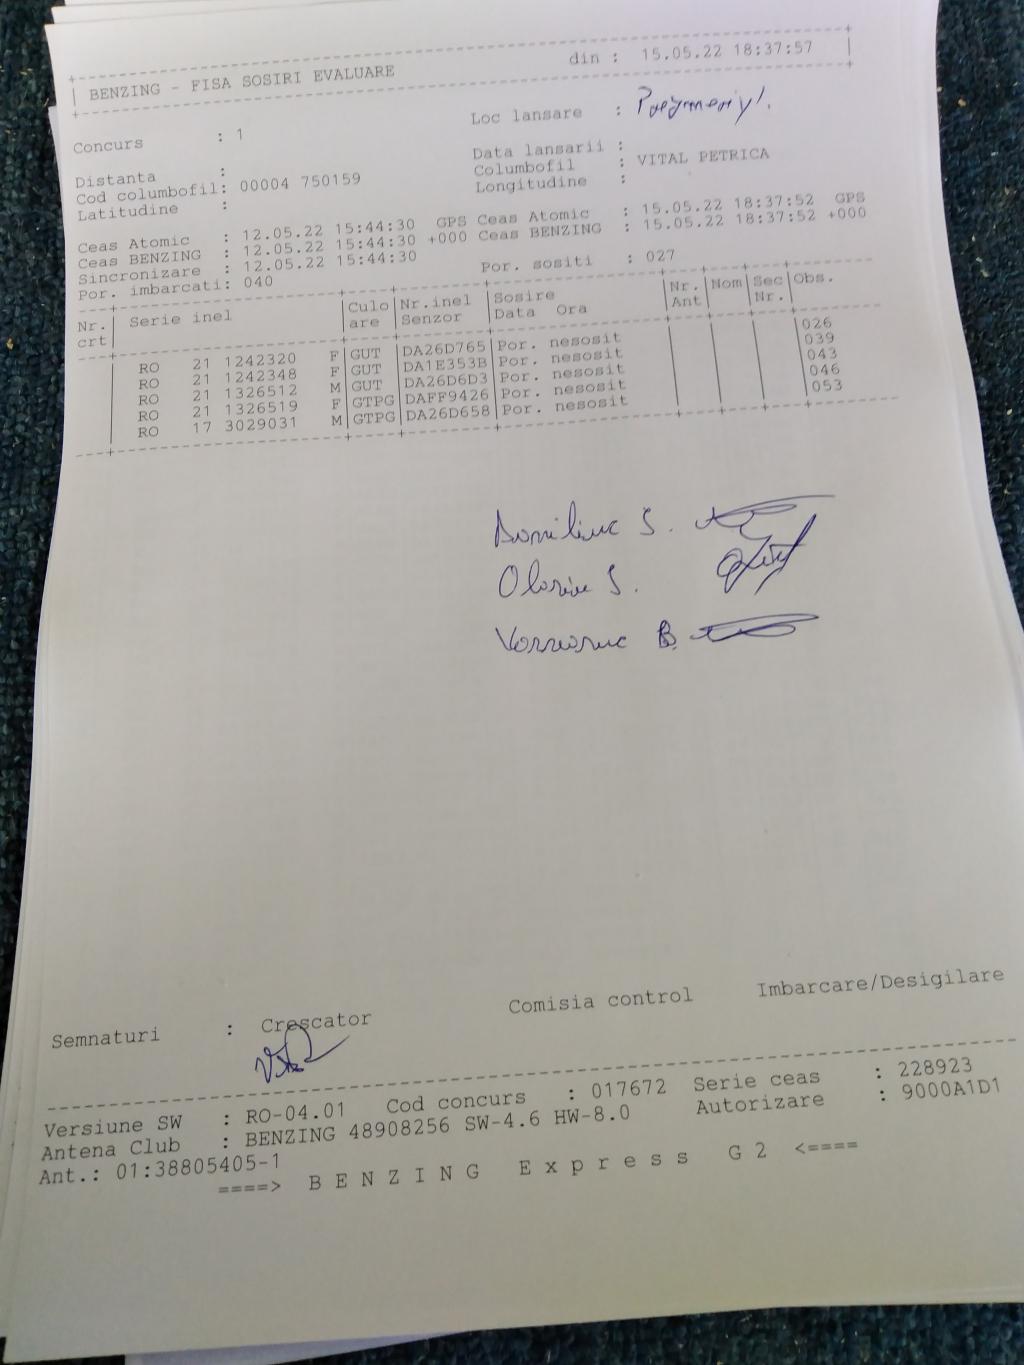 BENZING - FISA SOSIRI EVALUARE din : 15.05.22 18:37:57
Concurs : 1 Loc lansare :
Data lansarii :
Distanta : Columbofil : VITAL PETRICA
Cod columbofil: 00004 750159 Longitudine :
Latitudine :
Ceas Atomic : 12.05.22 15:44:30 GPS Ceas Atomic : 15.05.22 18:37:52 GPS
Ceas BENZING : 12.05.22 15:44:30 +000 Ceas BENZING : 15.05.22 18:37:52 +000
Sincronizare : 12.05.22 15:44:30
Por. imbarcati: 040 Por. sositi : 027
Nr. | Serie inel |Culo|Nr.inel |Sosire |Nr.|Nom|Sec|Obs.
crt| |are |Senzor |Data Ora |Ant| |Nr.|
RO 21 1242320 F|GUT |DA26D765|Por. nesosit | | | |026
RO 21 1242348 F|GUT |DA1E353B|Por. nesosit | | | |039
RO 21 1326512 M|GUT |DA26D6D3|Por. nesosit | | | |043
RO 21 1326519 F|GTPG|DAFF9426|Por. nesosit | | | |046
RO 17 3029031 M|GTPG|DA26D658|Por. nesosit | | | |053
S.
S.
B.
Semnaturi : Crescator Comisia control Imbarcare/Desigilare
Versiune SW : RO-04.01 Cod concurs : 017672 Serie ceas : 228923
Antena Club : BENZING 48908256 SW-4.6 HW-8.0 Autorizare : 9000A1D1
Ant.: 01:38805405-1
====> B E N Z I N G E x p r e s s G 2 <====